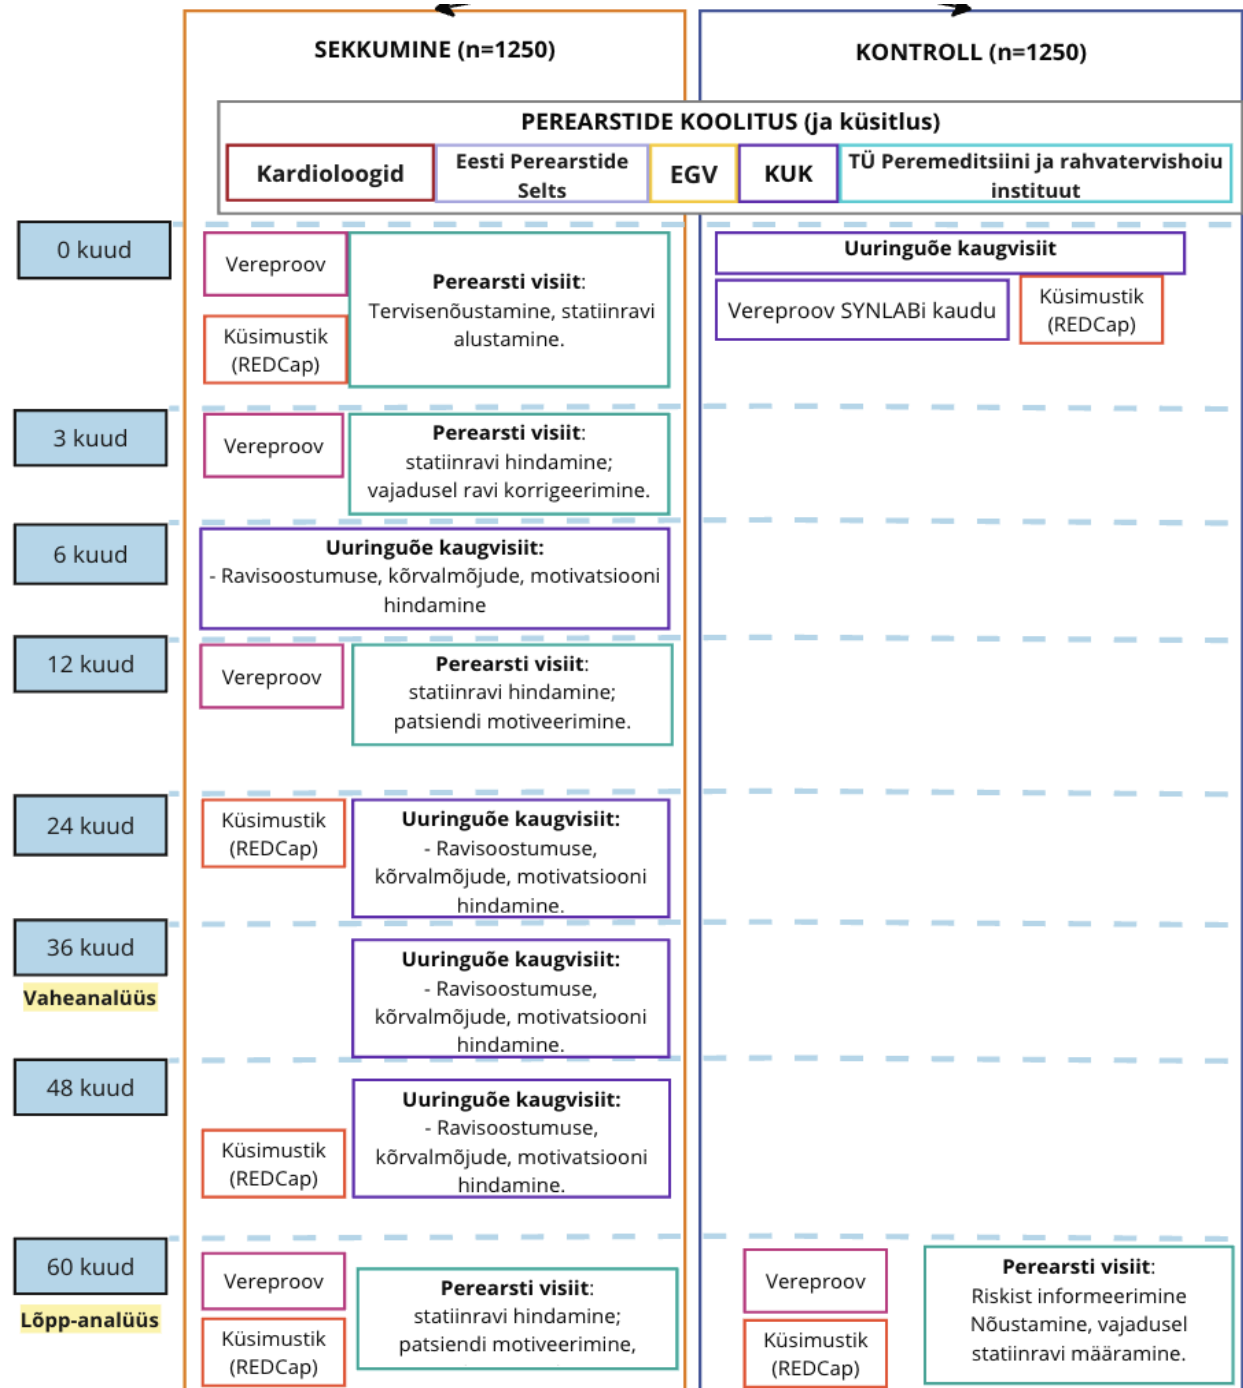 SEKKUMINE (n=1250)
KONTROLL (n=1250)
PEREARSTIDE KOOLITUS (ja küsitlus)
Kardioloogid
Eesti Perearstide
Selts
EGV
KUK
TÜ Peremeditsiini ja rahvatervishoiu
instituut
0 kuud
Vereproov
Küsimustik
(REDCap)
Perearsti visiit:
Tervisenõustamine, statiinravi
alustamine.
Uuringuõe kaugvisiit
Vereproov SYNLABi kaudu
Küsimustik
(REDCap)
3 kuud
Vereproov
Perearsti visiit:
statiinravi hindamine;
vajadusel ravi korrigeerimine.
6 kuud
Uuringuõe kaugvisiit:
- Ravisoostumuse, kõrvalmõjude, motivatsiooni
hindamine
12 kuud
Vereproov
Perearsti visiit:
statiinravi hindamine;
patsiendi motiveerimine.
24 kuud
Küsimustik
(REDCap)
Uuringuõe kaugvisiit:
- Ravisoostumuse,
kõrvalmõjude, motivatsiooni
hindamine.
36 kuud
Vaheanalüüs
Uuringuõe kaugvisiit:
- Ravisoostumuse,
kõrvalmõjude, motivatsiooni
hindamine.
48 kuud
Küsimustik
(REDCap)
Uuringuõe kaugvisiit:
- Ravisoostumuse,
kõrvalmõjude, motivatsiooni
hindamine.
60 kuud
Lõpp-analüüs
Vereproov
Küsimustik
(REDCap)
Perearsti visiit:
statiinravi hindamine;
patsiendi motiveerimine,
Vereproov
Küsimustik
(REDCap)
Perearsti visiit:
Riskist informeerimine
Nõustamine, vajadusel
statiinravi määramine.